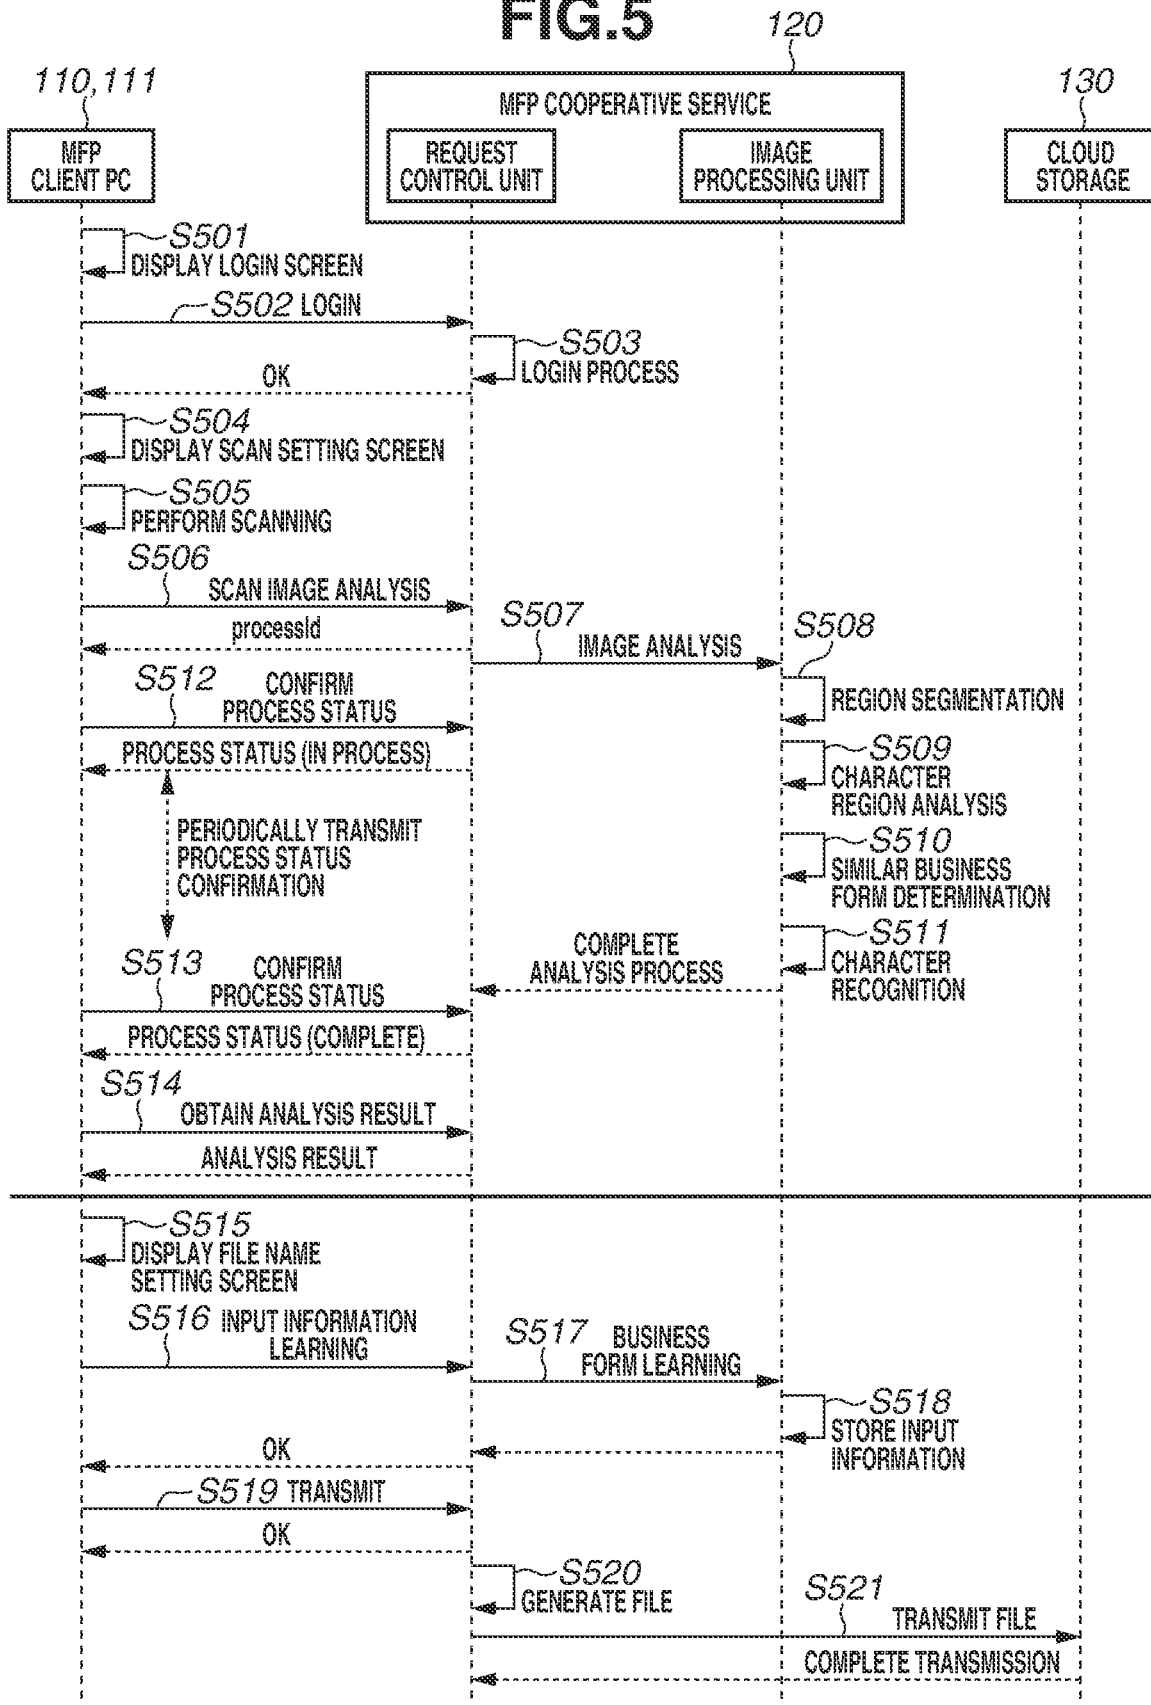 FIG.5
120
110,111
130
MFP COOPERATIVE SERVICE
MFP
CLIENT PC
REQUEST
CONTROL UNIT
IMAGE
PROCESSING UNIT
CLOUD
STORAGE
S501
DISPLAY LOGIN SCREEN
S502 LOGIN
S503
LOGIN PROCESS
OK
S504
DISPLAY SCAN SETTING SCREEN
S505
PERFORM SCANNING
S506
SCAN IMAGE ANALYSIS
processId
S507
IMAGE ANALYSIS
S508
REGION SEGMENTATION
S512
CONFIRM
PROCESS STATUS
PROCESS STATUS (IN PROCESS)
S509
CHARACTER
REGION ANALYSIS
PERIODICALLY TRANSMIT
PROCESS STATUS
CONFIRMATION
S510
SIMILAR BUSINESS
FORM DETERMINATION
S511
CHARACTER
RECOGNITION
COMPLETE
ANALYSIS PROCESS
S513
CONFIRM
PROCESS STATUS
PROCESS STATUS (COMPLETE)
S514
OBTAIN ANALYSIS RESULT
ANALYSIS RESULT
S515
DISPLAY FILE NAME
SETTING SCREEN
S516 INPUT INFORMATION
LEARNING
S517
BUSINESS
FORM LEARNING
S518
STORE INPUT
INFORMATION
OK
S519 TRANSMIT
OK
S520
GENERATE FILE
S521
TRANSMIT FILE
COMPLETE TRANSMISSION